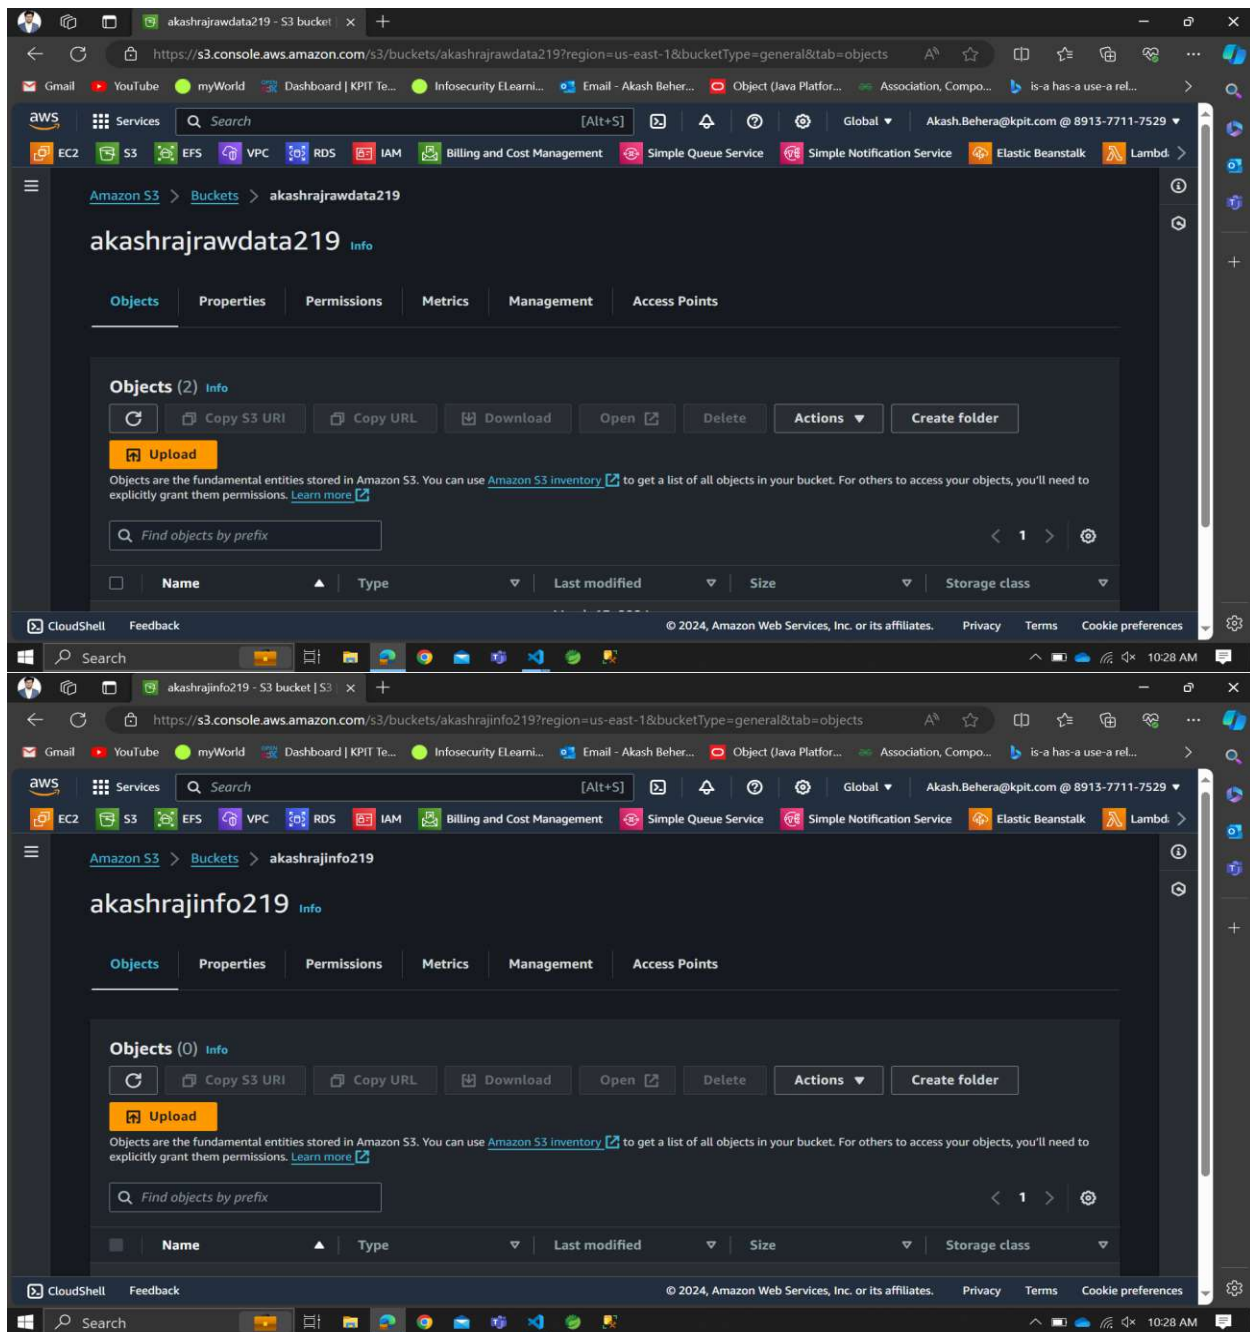 akashrajrawdata219 - S3 bucket
https://s3.console.aws.amazon.com/s3/buckets/akashrajrawdata219?region=us-east-1&bucketType=general&tab=objects
Gmail YouTube myWorld Dashboard | KPIT Te... Infosecurity ELearni... Email - Akash Beher... Object (Java Platfor... Association, Compo... is-a has-a use-a rel...
aws Services Search [Alt+S] Global Akash.Behera@kpit.com @ 8913-7711-7529
EC2 S3 EFS VPC RDS IAM Billing and Cost Management Simple Queue Service Simple Notification Service Elastic Beanstalk Lambd
Amazon S3 > Buckets > akashrajrawdata219
akashrajrawdata219 Info
Objects Properties Permissions Metrics Management Access Points
Objects (2) Info
Copy S3 URI Copy URL Download Open Delete Actions Create folder
Upload
Objects are the fundamental entities stored in Amazon S3. You can use Amazon S3 inventory to get a list of all objects in your bucket. For others to access your objects, you'll need to
explicitly grant them permissions. Learn more
Find objects by prefix < 1 >
Name Type Last modified Size Storage class
CloudShell Feedback © 2024, Amazon Web Services, Inc. or its affiliates. Privacy Terms Cookie preferences
Search 10:28 AM
akashrajinfo219 - S3 bucket | S3
https://s3.console.aws.amazon.com/s3/buckets/akashrajinfo219?region=us-east-1&bucketType=general&tab=objects
Gmail YouTube myWorld Dashboard | KPIT Te... Infosecurity ELearni... Email - Akash Beher... Object (Java Platfor... Association, Compo... is-a has-a use-a rel...
aws Services Search [Alt+S] Global Akash.Behera@kpit.com @ 8913-7711-7529
EC2 S3 EFS VPC RDS IAM Billing and Cost Management Simple Queue Service Simple Notification Service Elastic Beanstalk Lambd
Amazon S3 > Buckets > akashrajinfo219
akashrajinfo219 Info
Objects Properties Permissions Metrics Management Access Points
Objects (0) Info
Copy S3 URI Copy URL Download Open Delete Actions Create folder
Upload
Objects are the fundamental entities stored in Amazon S3. You can use Amazon S3 inventory to get a list of all objects in your bucket. For others to access your objects, you'll need to
explicitly grant them permissions. Learn more
Find objects by prefix < 1 >
Name Type Last modified Size Storage class
CloudShell Feedback © 2024, Amazon Web Services, Inc. or its affiliates. Privacy Terms Cookie preferences
Search 10:28 AM